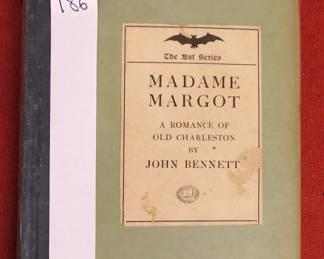 186
The Bat Series
MADAME
MARGOT
A ROMANCE OF
OLD CHARLESTON
BY
JOHN BENNETT